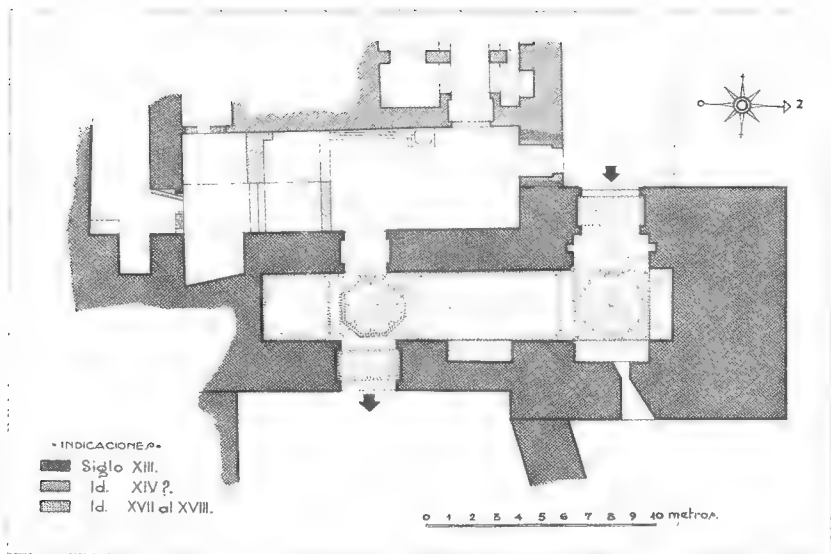 O Z
-INDICACIONES-
Siglo XIII.
Id. XIV?.
Id. XVII al XVIII.
0 1 2 3 4 5 6 7 8 9 10 metros.